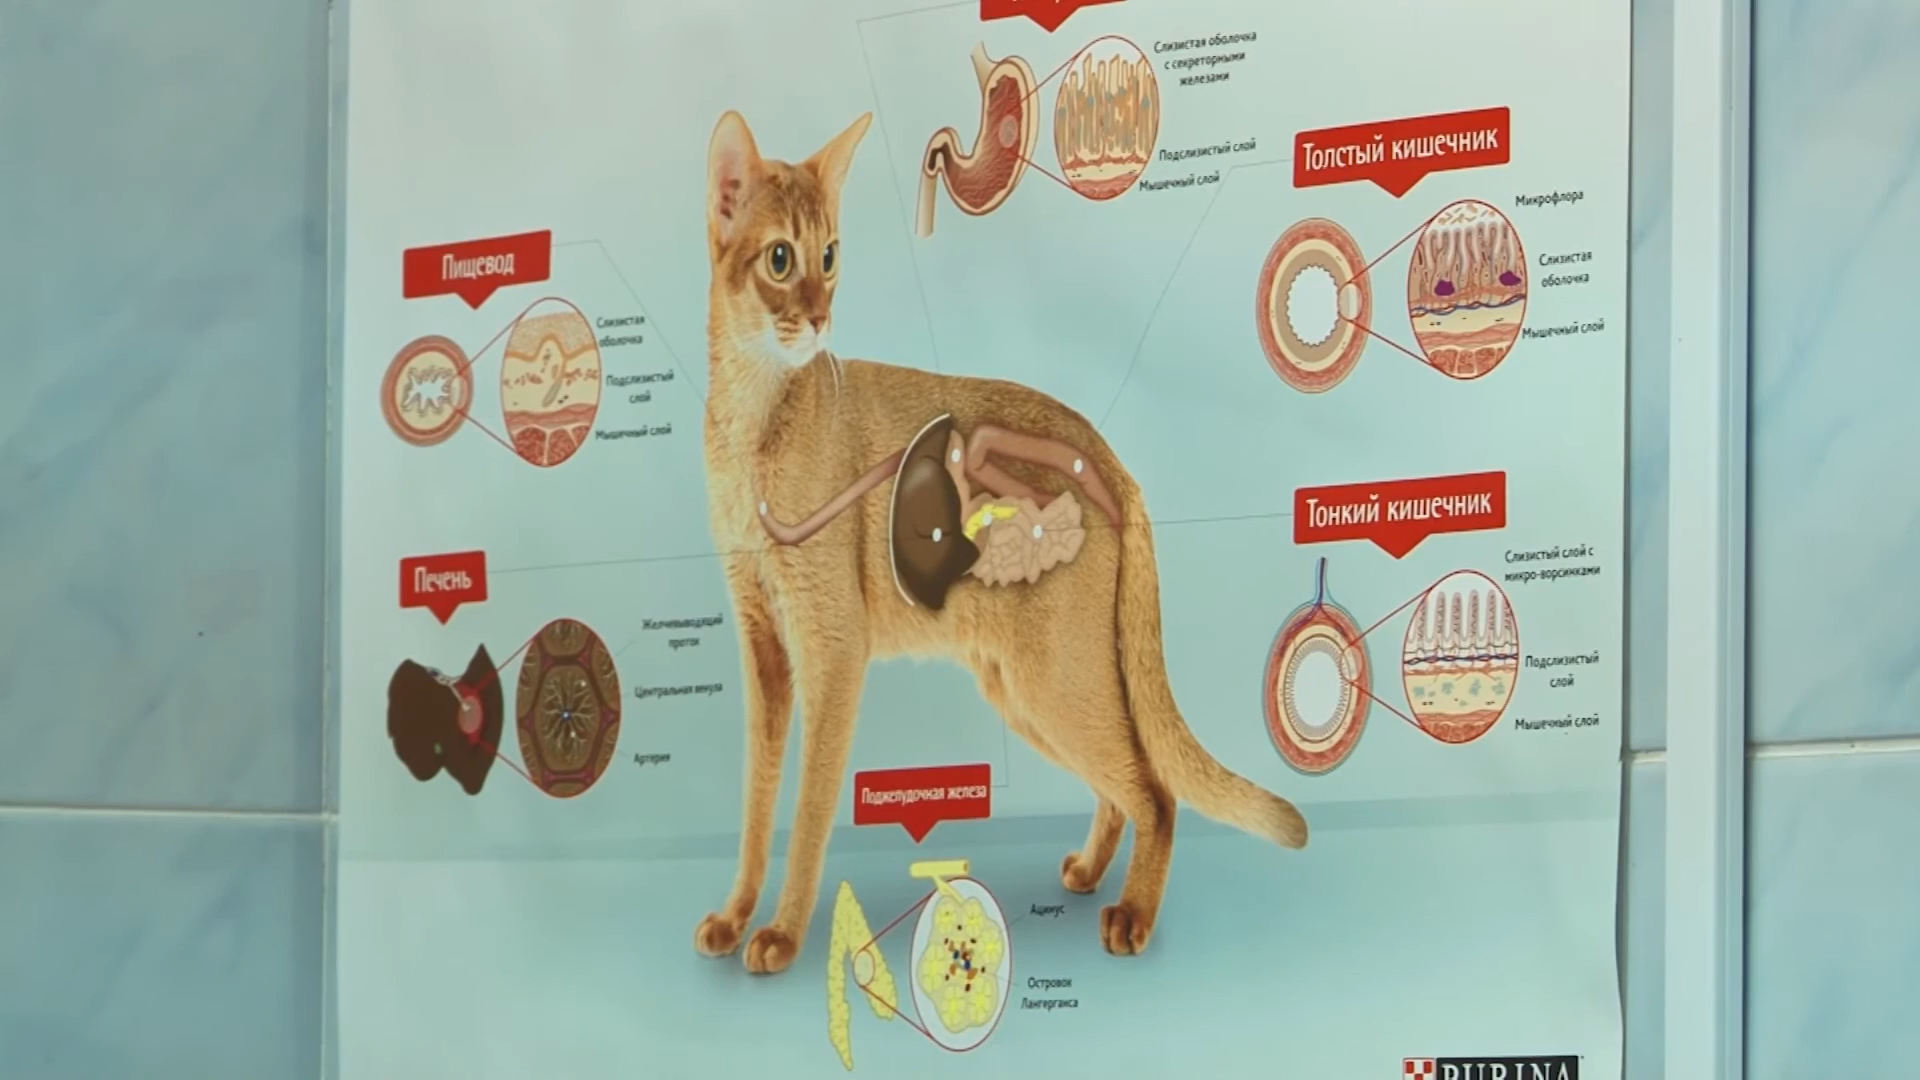 Слизистая оболочка
с секреторными
железами
Подслизистый слой
Мышечный слой
Толстый кишечник
Микрофлора
Слизистая
оболочка
Мышечный слой
Пищевод
Слизистая
оболочка
Подслизистый
слой
Мышечный слой
Тонкий кишечник
Слизистый слой с
микро-ворсинками
Подслизистый
слой
Мышечный слой
Печень
Желчевыводящий
проток
Центральная венула
Артерия
Поджелудочная железа
Ацинус
Островок
Лангерганса
PURINA